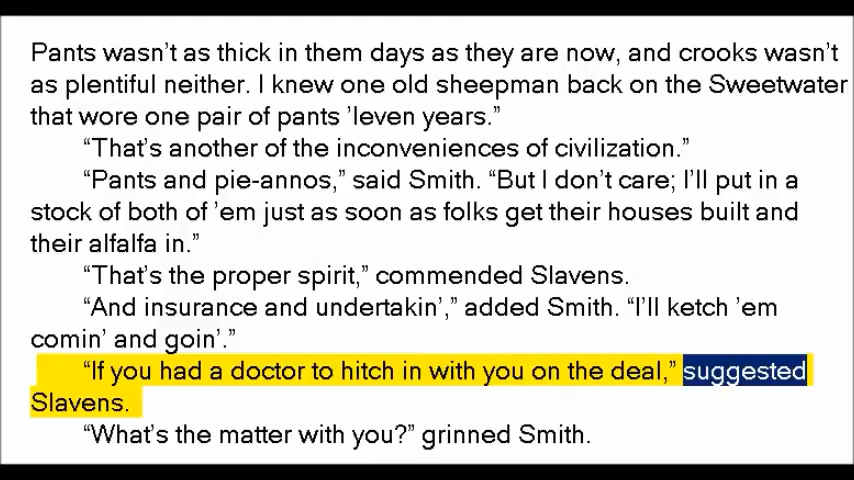 Pants wasn’t as thick in them days as they are now, and crooks wasn’t
as plentiful neither. I knew one old sheepman back on the Sweetwater
that wore one pair of pants ’leven years.”
“That’s another of the inconveniences of civilization.”
“Pants and pie-annos,” said Smith. “But I don’t care; I’ll put in a
stock of both of ’em just as soon as folks get their houses built and
their alfalfa in.”
“That’s the proper spirit,” commended Slavens.
“And insurance and undertakin’,” added Smith. “I’ll ketch ’em
comin’ and goin’.”
“If you had a doctor to hitch in with you on the deal,” suggested
Slavens.
“What’s the matter with you?” grinned Smith.